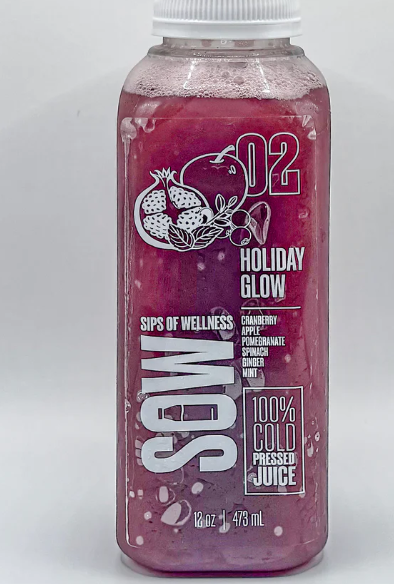 02
HOLIDAY
GLOW
SIPS OF WELLNESS
SOW
CRANBERRY
APPLE
POMEGRANATE
SPINACH
GINGER
MINT
100%
COLD
PRESSED
JUICE
12 oz | 473 mL